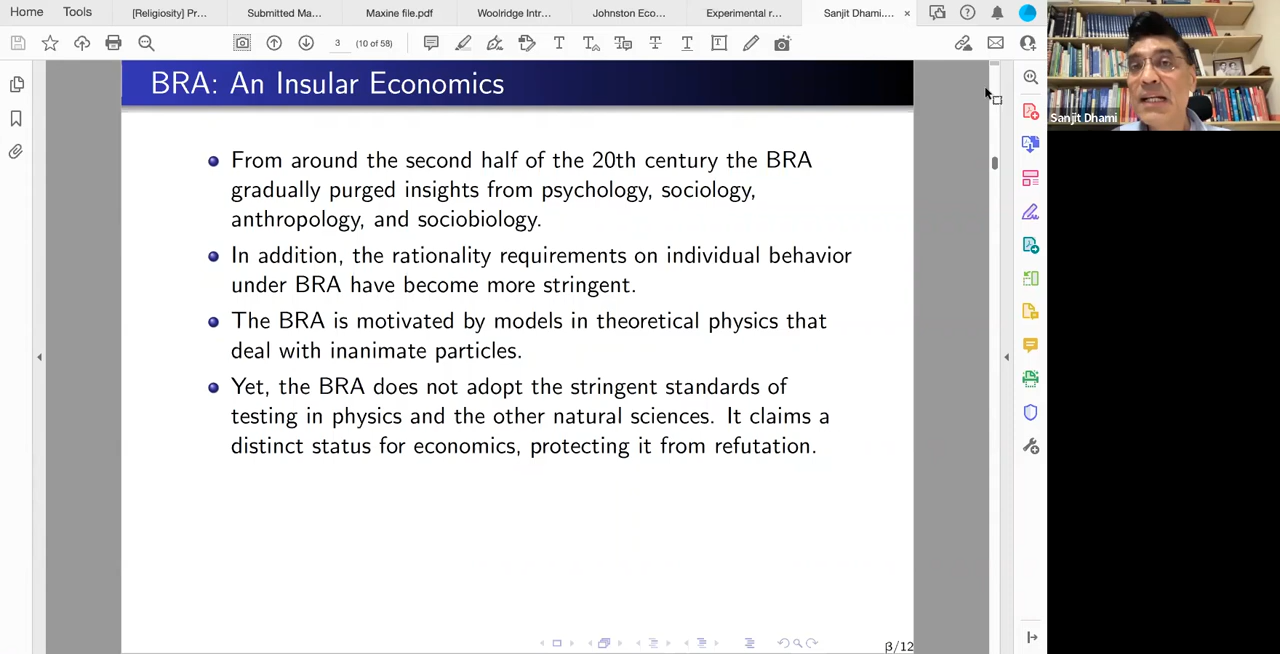 Home Tools [Religiosity] Pr... Submitted Ma... Maxine file.pdf Woolridge Intr... Johnston Eco... Experimental r... Sanjit Dhami.... ×
3 (10 of 58)
BRA: An Insular Economics
From around the second half of the 20th century the BRA
gradually purged insights from psychology, sociology,
anthropology, and sociobiology.
In addition, the rationality requirements on individual behavior
under BRA have become more stringent.
The BRA is motivated by models in theoretical physics that
deal with inanimate particles.
Yet, the BRA does not adopt the stringent standards of
testing in physics and the other natural sciences. It claims a
distinct status for economics, protecting it from refutation.
3/12
Sanjit Dhami